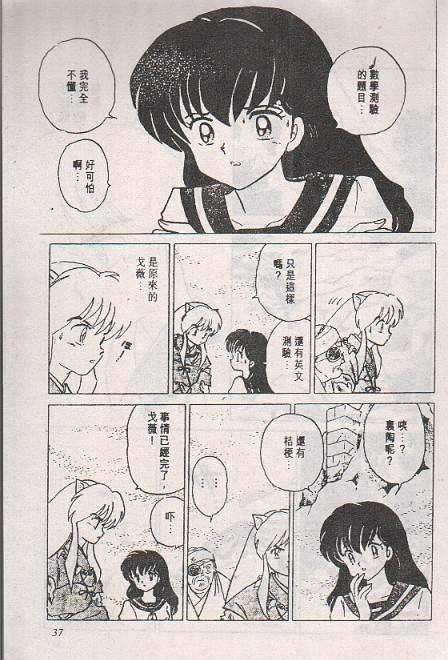 數學測驗
的題目…
我完全
不懂…
好可怕
啊…
只是這樣
嗎？
還有英文
測驗…
是原來的
戈薇…
咦…？
裏陶呢？
還有
桔梗…
……
事情已經完了，
戈薇！
吓…
37